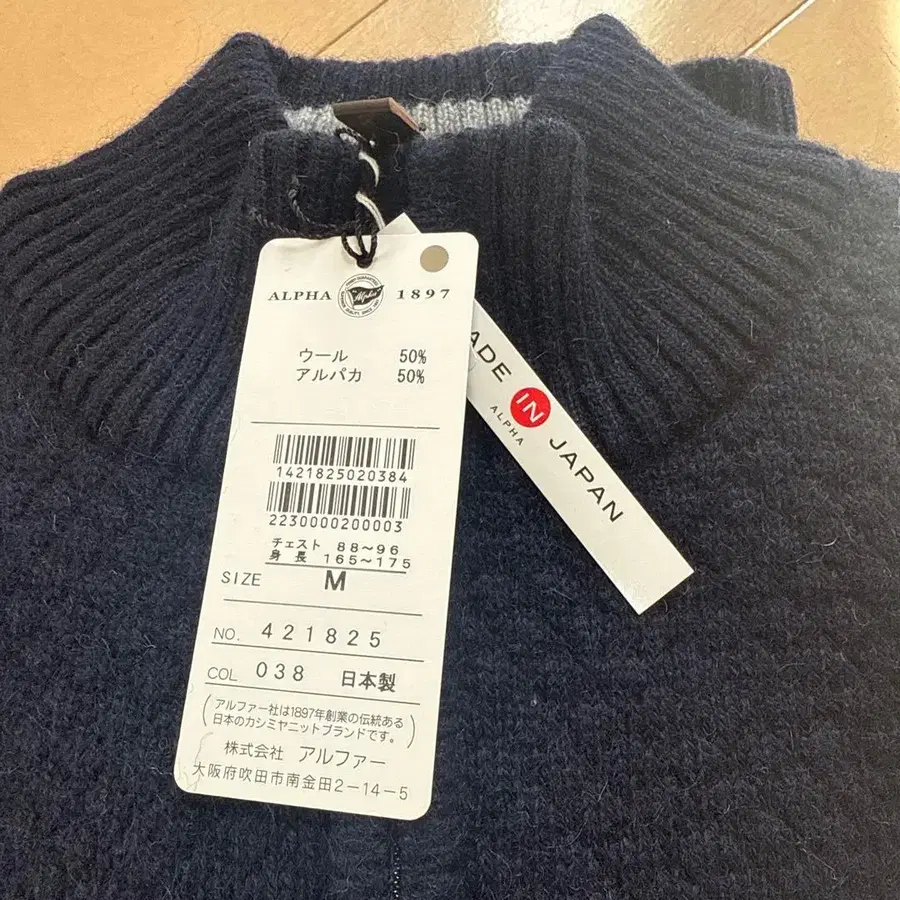 ALPHA Alpha 1897
ウール 50%
アルパカ 50%
1421825020384
2230000200003
チェスト 88〜96
身長 165〜175
SIZE M
NO. 421825
COL 038 日本製
(アルファー社は1897年創業の伝統ある
日本のカシミヤニットブランドです。)
株式会社 アルファー
大阪府吹田市南金田2-14-5
ADE IN JAPAN
ALPHA